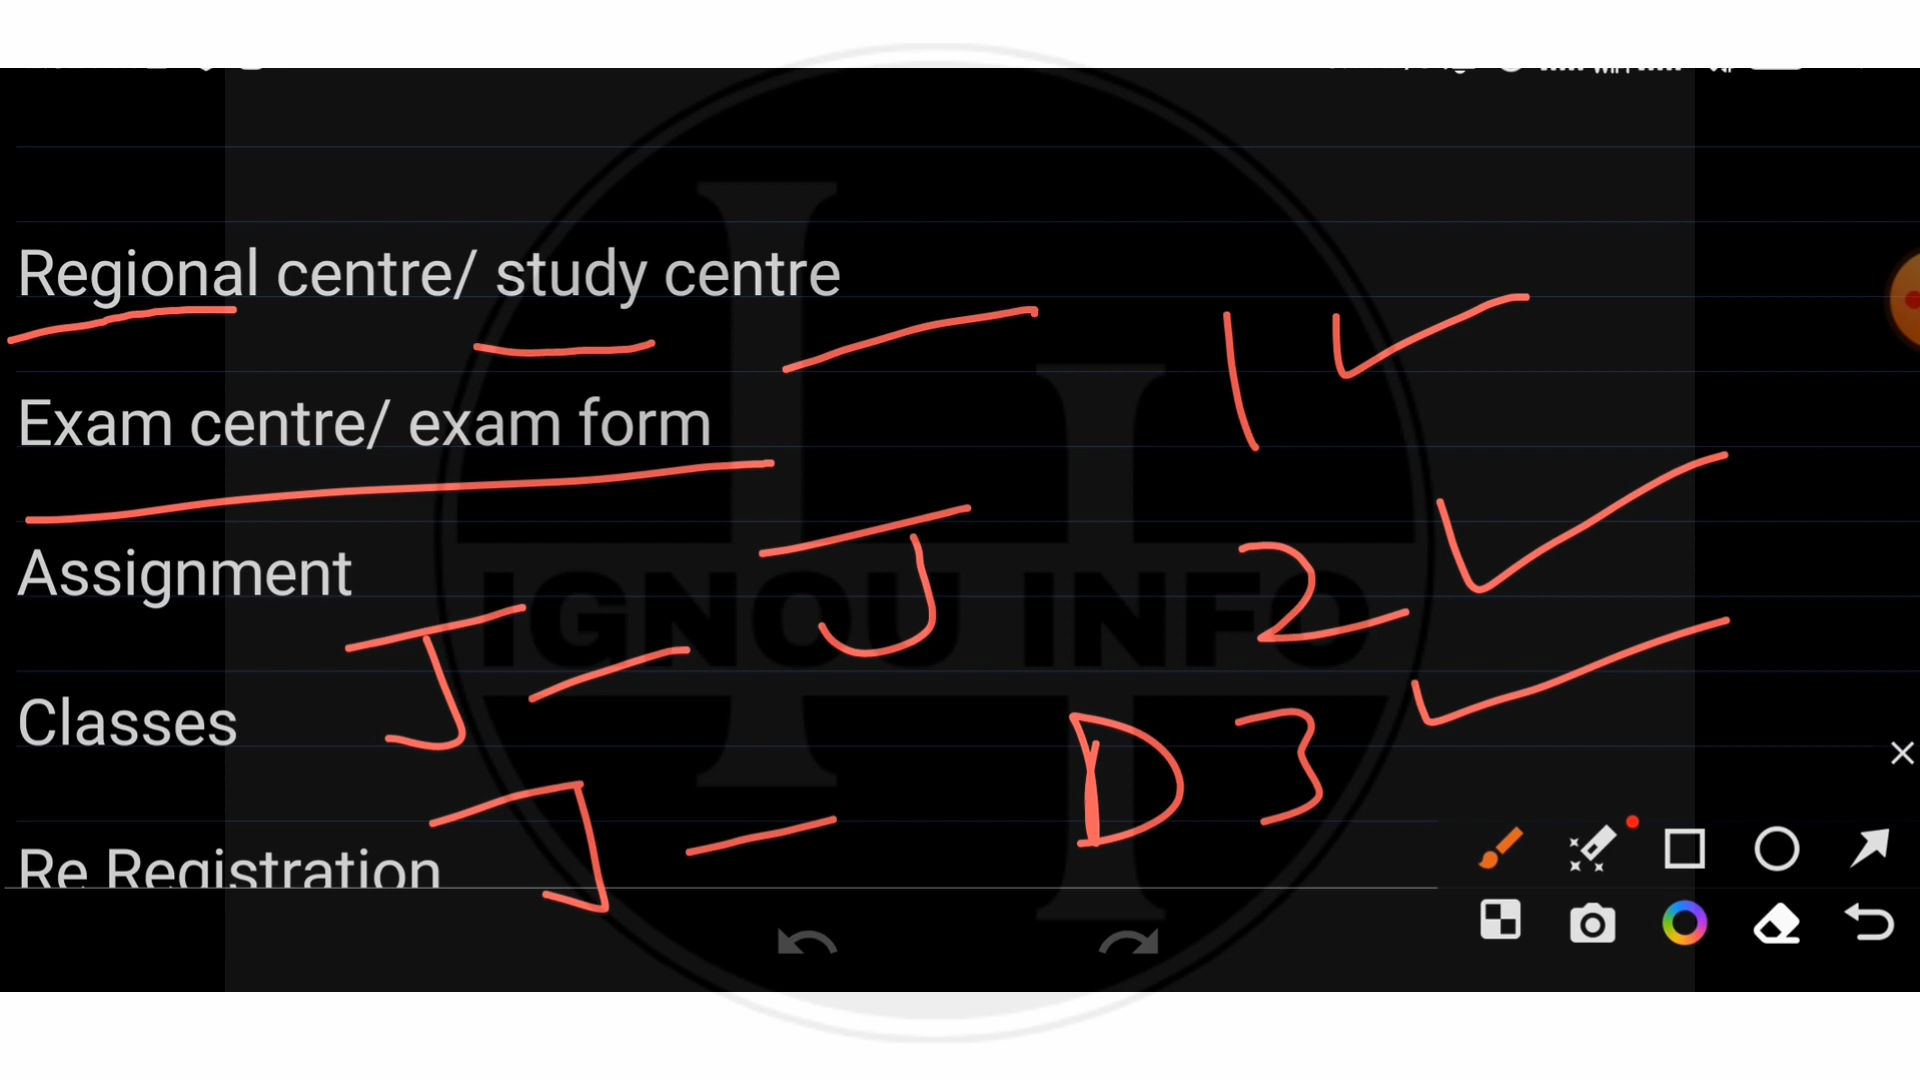 Regional centre/ study centre
1
Exam centre/ exam form
Assignment
J
2
IGNOU INFO
Classes
J
D 3
Re Registration
J